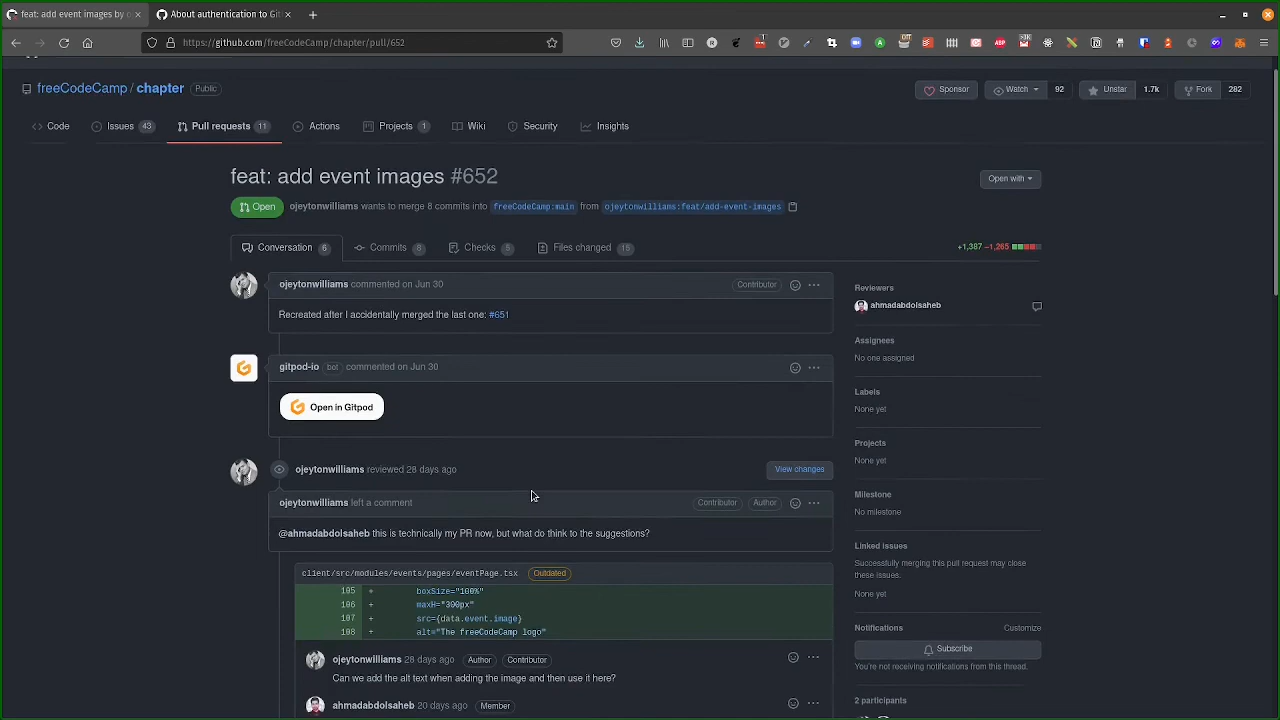 feat: add event images by o
About authentication to Git
https://github.com/freeCodeCamp/chapter/pull/652
freeCodeCamp / chapter Public
Sponsor
Watch 92
Unstar 1.7k
Fork 282
Code
Issues 43
Pull requests 11
Actions
Projects 1
Wiki
Security
Insights
feat: add event images #652
Open with
Open
ojeytonwilliams wants to merge 8 commits into freeCodeCamp:main from ojeytonwilliams:feat/add-event-images
Conversation 6
Commits 8
Checks 5
Files changed 15
+1,387 −1,265
ojeytonwilliams commented on Jun 30
Contributor
Recreated after I accidentally merged the last one: #651
gitpod-io bot commented on Jun 30
Open in Gitpod
ojeytonwilliams reviewed 28 days ago
View changes
ojeytonwilliams left a comment
Contributor Author
@ahmadabdolsaheb this is technically my PR now, but what do think to the suggestions?
client/src/modules/events/pages/eventPage.tsx Outdated
105 + boxSize="100%"
106 + maxH="300px"
107 + src={data.event.image}
108 + alt="The freeCodeCamp logo"
ojeytonwilliams 28 days ago Author Contributor
Can we add the alt text when adding the image and then use it here?
ahmadabdolsaheb 20 days ago Member
Reviewers
ahmadabdolsaheb
Assignees
No one assigned
Labels
None yet
Projects
None yet
Milestone
No milestone
Linked issues
Successfully merging this pull request may close
these issues.
None yet
Notifications Customize
Subscribe
You're not receiving notifications from this thread.
2 participants